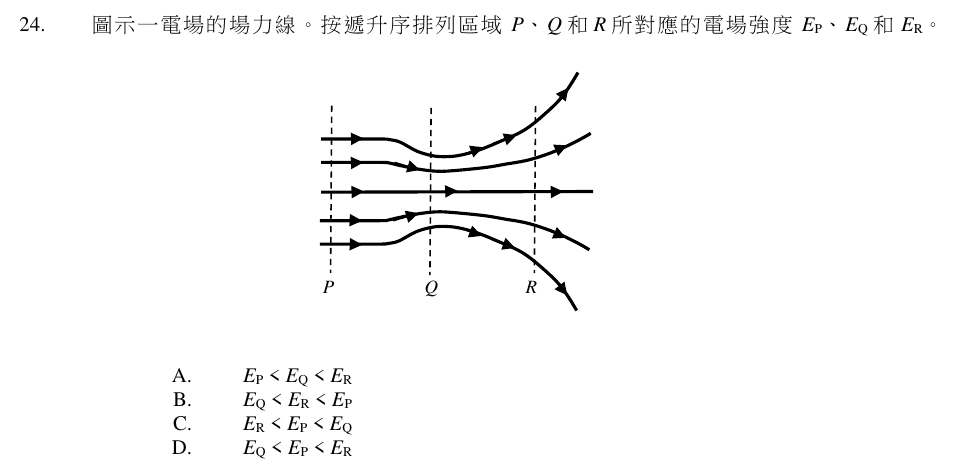 24. 圖示一電場的場力線。按遞升序排列區域 P、Q 和 R 所對應的電場強度 EP、EQ 和 ER。
P Q R
A. EP < EQ < ER
B. EQ < ER < EP
C. ER < EP < EQ
D. EQ < EP < ER